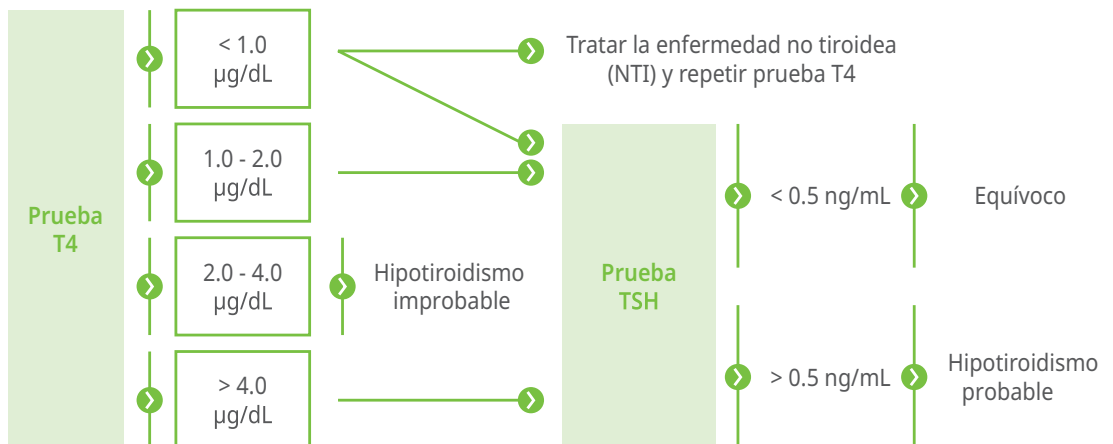 Prueba
T4
< 1.0
µg/dL
1.0 - 2.0
µg/dL
2.0 - 4.0
µg/dL
> 4.0
µg/dL
Hipotiroidismo
improbable
Tratar la enfermedad no tiroidea
(NTI) y repetir prueba T4
Prueba
TSH
< 0.5 ng/mL
Equívoco
> 0.5 ng/mL
Hipotiroidismo
probable